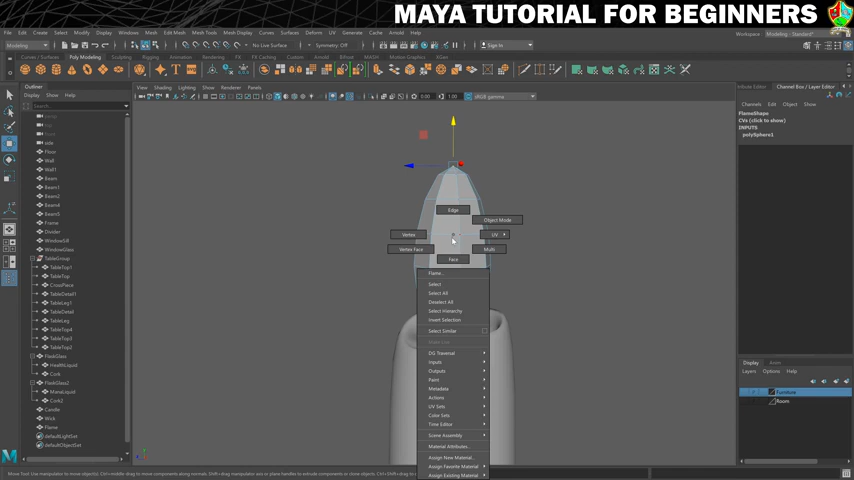 MAYA TUTORIAL FOR BEGINNERS
File Edit Create Select Modify Display Windows Mesh Edit Mesh Mesh Tools Mesh Display Curves Surfaces Deform UV Generate Cache Arnold Help
Workspace: Modeling - Standard*
Modeling
No Live Surface
Symmetry: Off
Sign In
Curves / Surfaces Poly Modeling Sculpting Rigging Animation Rendering FX FX Caching Custom Arnold Bifrost MASH Motion Graphics XGen
Outliner
Display Show Help
Search...
persp
top
front
side
Floor
Wall
Wall1
Beam
Beam1
Beam2
Beam4
Beam5
Frame
Divider
WindowSill
WindowGlass
TableGroup
TableTop1
TableTop
CrossPiece
TableDetail1
TableLeg1
TableDetail
TableLeg
TableTop4
TableTop3
TableTop2
FlaskGlass
HealthLiquid
Cork
FlaskGlass2
ManaLiquid
Cork2
Candle
Wick
Flame
defaultLightSet
defaultObjectSet
View Shading Lighting Show Renderer Panels
0.00
1.00
sRGB gamma
Edge
Object Mode
Vertex
UV
Vertex Face
Multi
Face
Flame...
Select
Select All
Deselect All
Select Hierarchy
Invert Selection
Select Similar
Make Live
DG Traversal
Inputs
Outputs
Paint
Metadata
Actions
UV Sets
Color Sets
Time Editor
Scene Assembly
Material Attributes...
Assign New Material...
Assign Favorite Material
Assign Existing Material
Attribute Editor
Channel Box / Layer Editor
Channels Edit Object Show
FlameShape
CVs (click to show)
INPUTS
polySphere1
Display Anim
Layers Options Help
Furniture
Room